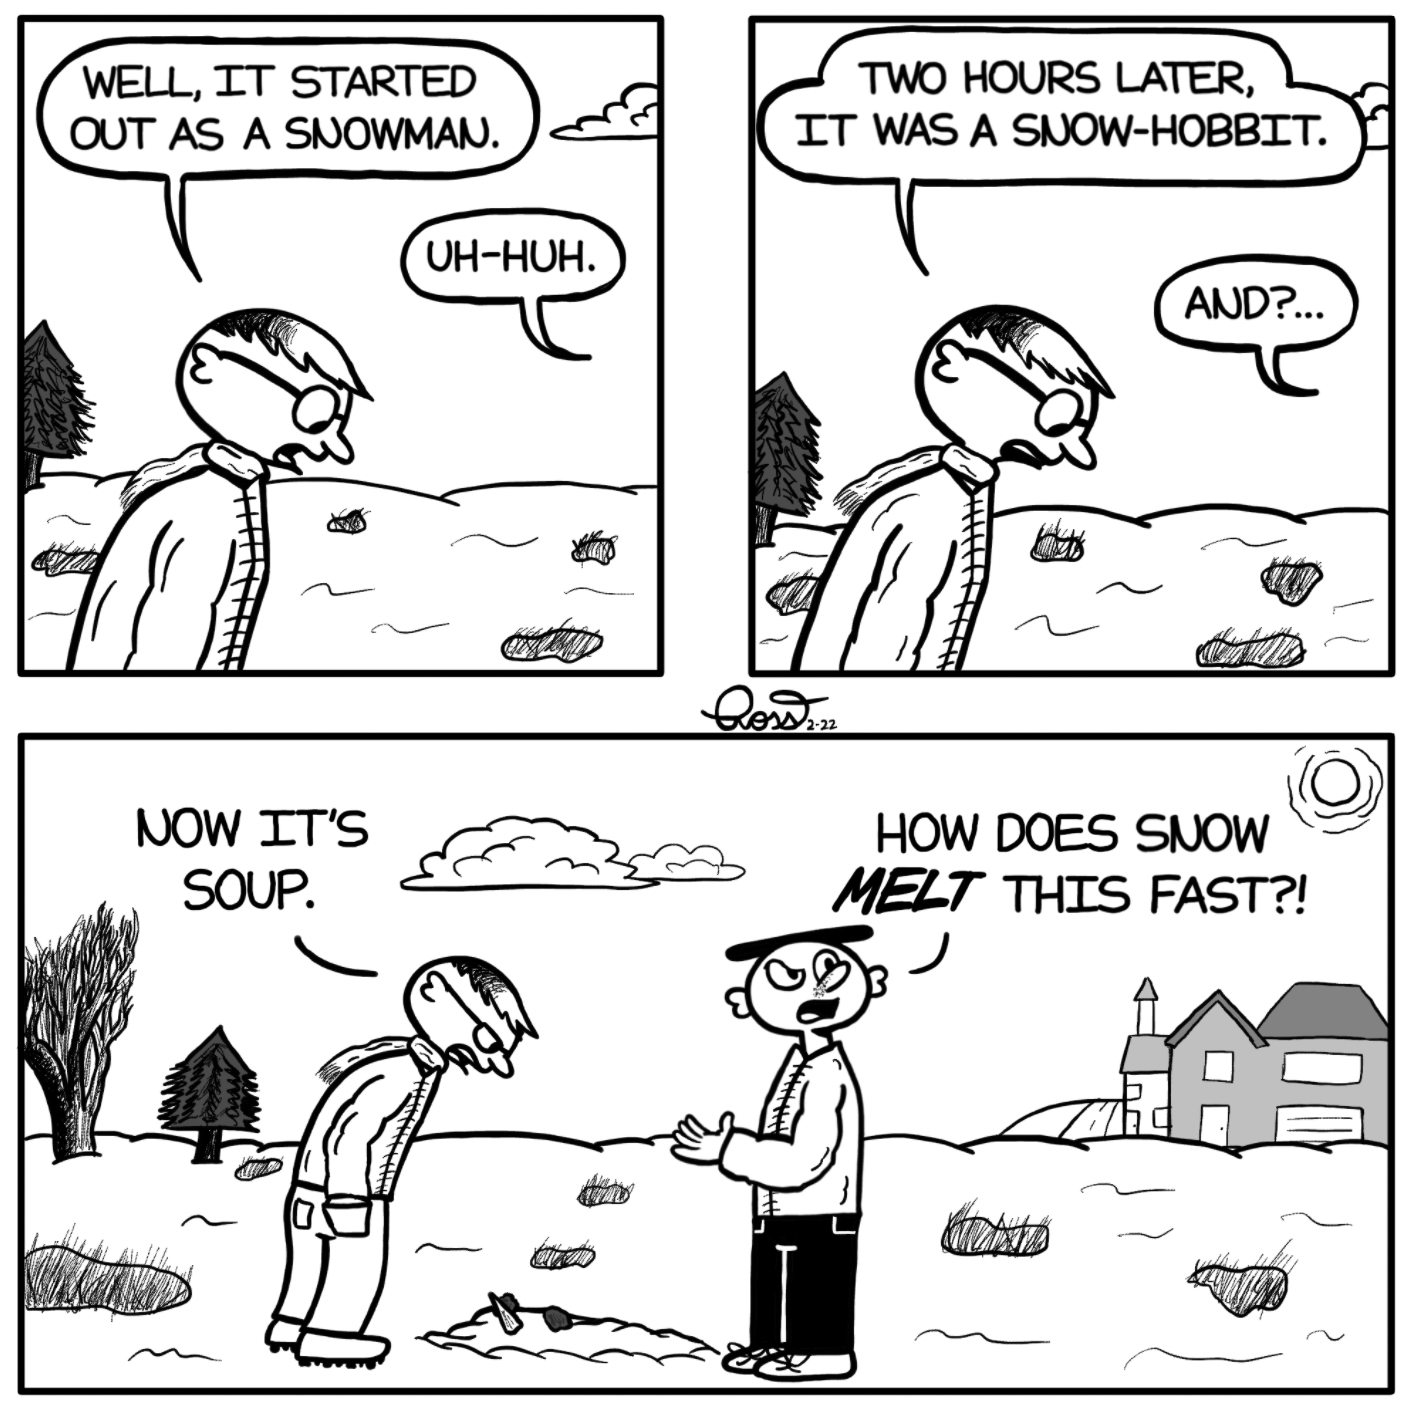 WELL, IT STARTED
OUT AS A SNOWMAN.
UH-HUH.
TWO HOURS LATER,
IT WAS A SNOW-HOBBIT.
AND?...
Ross 2-22
NOW IT'S
SOUP.
HOW DOES SNOW
MELT THIS FAST?!